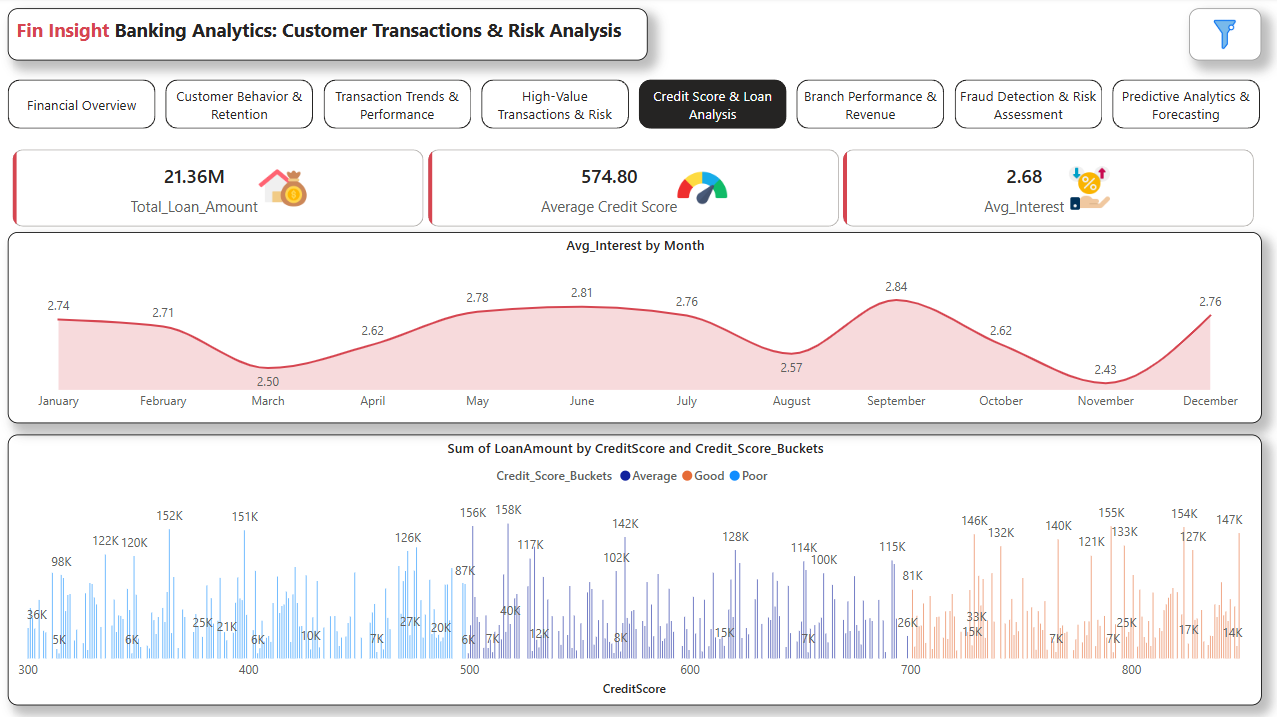 Fin Insight Banking Analytics: Customer Transactions & Risk Analysis
Financial Overview
Customer Behavior &
Retention
Transaction Trends &
Performance
High-Value
Transactions & Risk
Credit Score & Loan
Analysis
Branch Performance &
Revenue
Fraud Detection & Risk
Assessment
Predictive Analytics &
Forecasting
21.36M
Total_Loan_Amount
574.80
Average Credit Score
2.68
Avg_Interest
Avg_Interest by Month
2.74
2.71
2.50
2.62
2.78
2.81
2.76
2.57
2.84
2.62
2.43
2.76
January February March April May June July August September October November December
Sum of LoanAmount by CreditScore and Credit_Score_Buckets
Credit_Score_Buckets Average Good Poor
36K
98K
5K
122K
120K
6K
152K
25K
21K
151K
6K
10K
7K
126K
27K
20K
87K
156K
6K
7K
158K
40K
117K
12K
102K
142K
8K
128K
15K
114K
7K
100K
115K
26K
81K
146K
33K
15K
132K
140K
7K
121K
155K
7K
133K
25K
154K
127K
17K
147K
14K
300 400 500 600 700 800
CreditScore